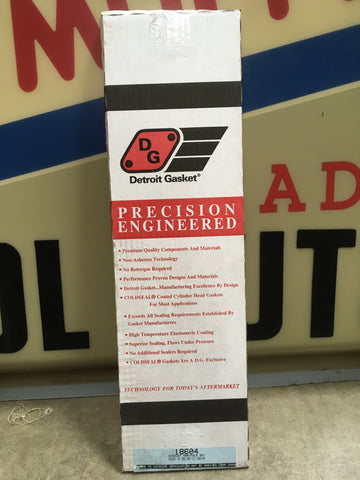 D
G
Detroit Gasket®
PRECISION
ENGINEERED
• Premium Quality Components And Materials
• Non-Asbestos Technology
• No Retorque Required
• Performance Proven Designs And Materials
• Detroit Gasket...Manufacturing Excellence By Design
• COLDSEAL® Coated Cylinder Head Gaskets
For Most Applications
• Exceeds All Sealing Requirements Established By
Gasket Manufacturers
• High Temperature Elastomeric Coating
• Superior Sealing, Flows Under Pressure
• No Additional Sealers Required
• COLDSEAL® Gaskets Are A D.G. Exclusive
TECHNOLOGY FOR TODAY'S AFTERMARKET
18604
AD
OL
OUT